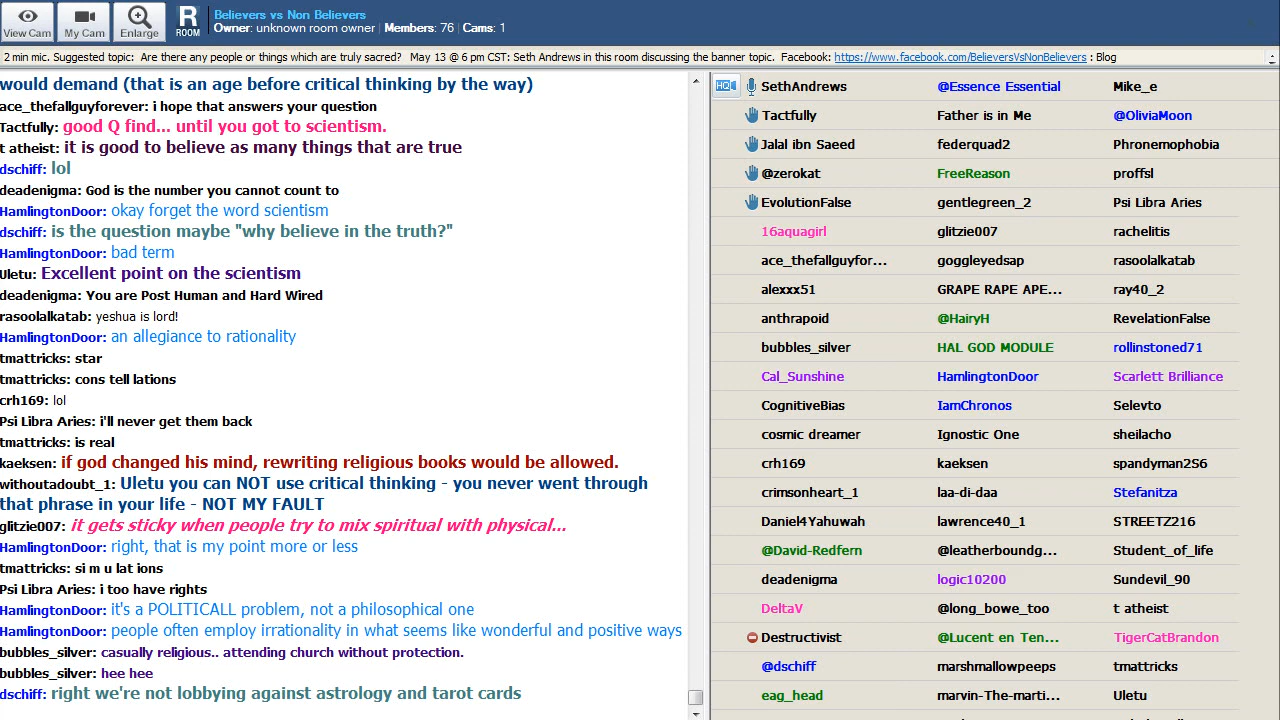 View Cam
My Cam
Enlarge
R
ROOM
Believers vs Non Believers
Owner: unknown room owner | Members: 76 | Cams: 1
2 min mic. Suggested topic: Are there any people or things which are truly sacred? May 13 @ 6 pm CST: Seth Andrews in this room discussing the banner topic. Facebook: https://www.facebook.com/BelieversVsNonBelievers : Blog
would demand (that is an age before critical thinking by the way)
ace_thefallguyforever: i hope that answers your question
Tactfully: good Q find... until you got to scientism.
t atheist: it is good to believe as many things that are true
dschiff: lol
deadenigma: God is the number you cannot count to
HamlingtonDoor: okay forget the word scientism
dschiff: is the question maybe "why believe in the truth?"
HamlingtonDoor: bad term
Uletu: Excellent point on the scientism
deadenigma: You are Post Human and Hard Wired
rasoolalkatab: yeshua is lord!
HamlingtonDoor: an allegiance to rationality
tmattricks: star
tmattricks: cons tell lations
crh169: lol
Psi Libra Aries: i'll never get them back
tmattricks: is real
kaeksen: if god changed his mind, rewriting religious books would be allowed.
withoutadoubt_1: Uletu you can NOT use critical thinking - you never went through
that phrase in your life - NOT MY FAULT
glitzie007: it gets sticky when people try to mix spiritual with physical...
HamlingtonDoor: right, that is my point more or less
tmattricks: si m u lat ions
Psi Libra Aries: i too have rights
HamlingtonDoor: it's a POLITICALL problem, not a philosophical one
HamlingtonDoor: people often employ irrationality in what seems like wonderful and positive ways
bubbles_silver: casually religious.. attending church without protection.
bubbles_silver: hee hee
dschiff: right we're not lobbying against astrology and tarot cards
HQ
SethAndrews @Essence Essential Mike_e
Tactfully Father is in Me @OliviaMoon
Jalal ibn Saeed federquad2 Phronemophobia
@zerokat FreeReason proffsl
EvolutionFalse gentlegreen_2 Psi Libra Aries
16aquagirl glitzie007 rachelitis
ace_thefallguyfor... goggleyedsap rasoolalkatab
alexxx51 GRAPE RAPE APE... ray40_2
anthrapoid @HairyH RevelationFalse
bubbles_silver HAL GOD MODULE rollinstoned71
Cal_Sunshine HamlingtonDoor Scarlett Brilliance
CognitiveBias IamChronos Selevto
cosmic dreamer Ignostic One sheilacho
crh169 kaeksen spandyman2S6
crimsonheart_1 laa-di-daa Stefanitza
Daniel4Yahuwah lawrence40_1 STREETZ216
@David-Redfern @leatherboundg... Student_of_life
deadenigma logic10200 Sundevil_90
DeltaV @long_bowe_too t atheist
Destructivist @Lucent en Ten... TigerCatBrandon
@dschiff marshmallowpeeps tmattricks
eag_head marvin-The-marti... Uletu